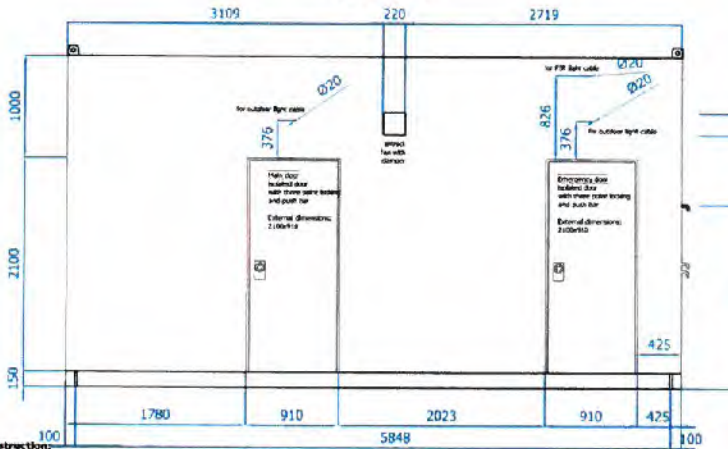 3109 220 2719
for PIR light cable Ø20
Ø20 Ø20
for outdoor light cable
for outdoor light cable
1000 376 826 376
extract
fan with
Main door
isolated door
with three point locking
and push bar
External dimensions:
2100x910
Emergency door
isolated door
with three point locking
and push bar
External dimensions:
2100x910
2100
425
150
1780 910 2023 910 425
100 5848 100
struction: